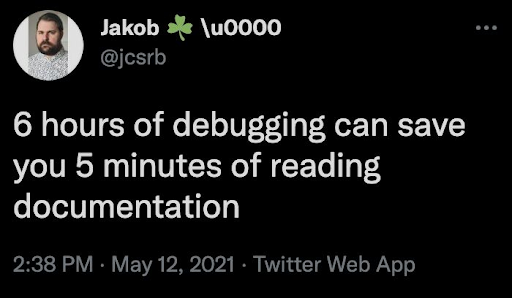 Jakob ☘️ \u0000
@jcsrb
6 hours of debugging can save
you 5 minutes of reading
documentation
2:38 PM · May 12, 2021 · Twitter Web App